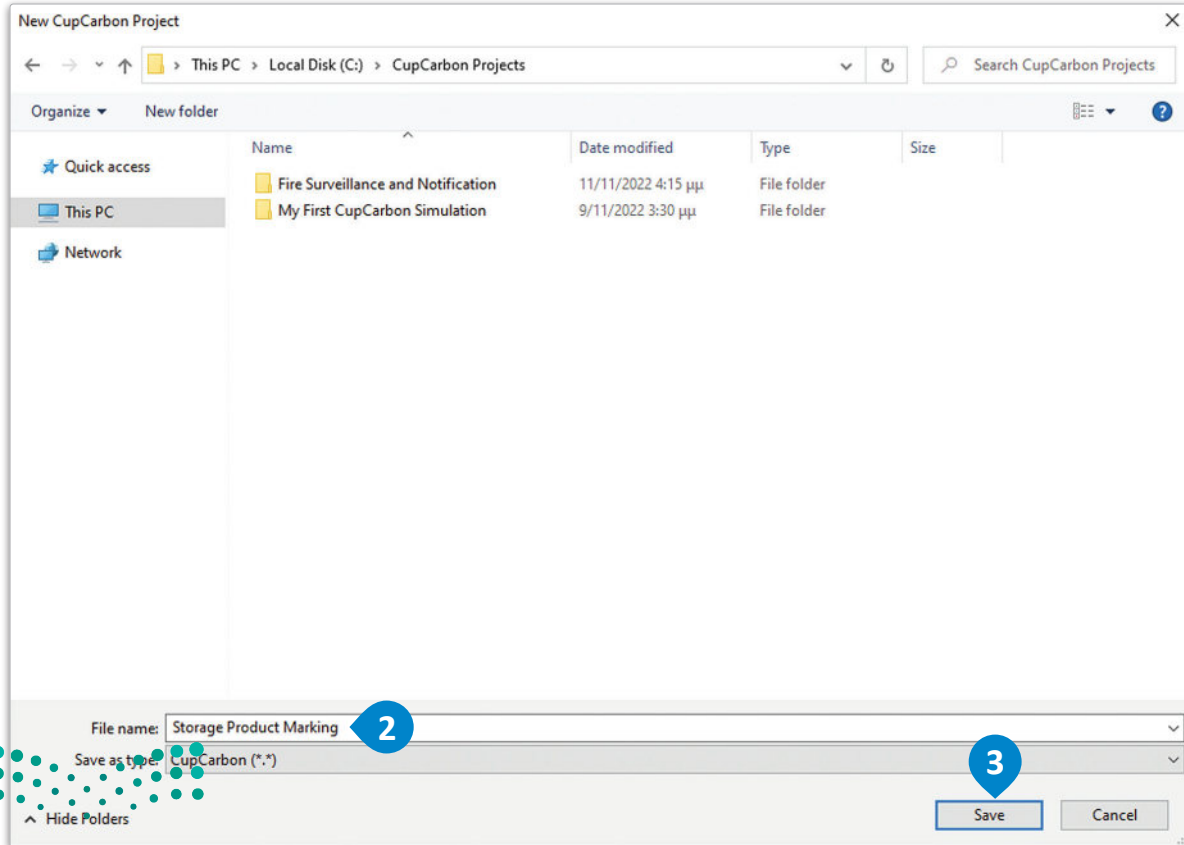 New CupCarbon Project
This PC > Local Disk (C:) > CupCarbon Projects
Search CupCarbon Projects
Organize
New folder
Name
Date modified
Type
Size
Quick access
This PC
Network
Fire Surveillance and Notification 11/11/2022 4:15 μμ File folder
My First CupCarbon Simulation 9/11/2022 3:30 μμ File folder
File name: Storage Product Marking
2
Save as type: CupCarbon (*.*)
3
Hide Folders
Save
Cancel